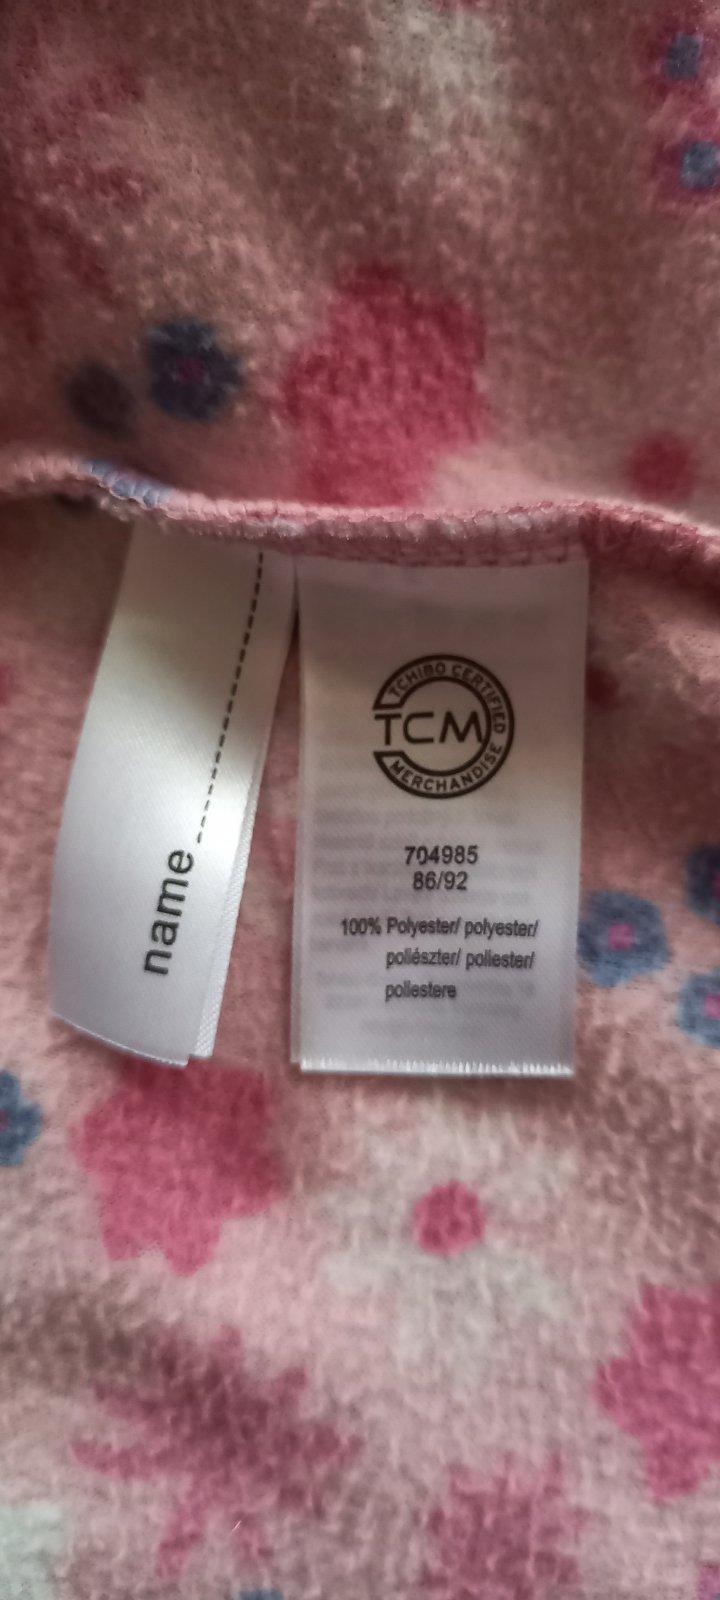 name
TCHIBO CERTIFIED
TCM
MERCHANDISE
704985
86/92
100% Polyester/ polyester/
poliészter/ poliester/
poliestere